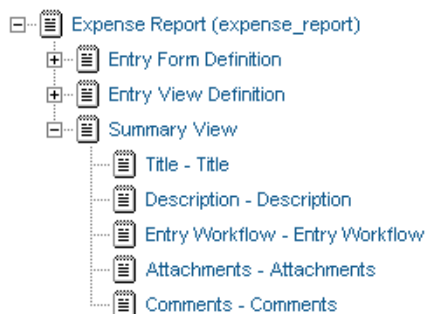 Expense Report (expense_report)
Entry Form Definition
Entry View Definition
Summary View
Title - Title
Description - Description
Entry Workflow - Entry Workflow
Attachments - Attachments
Comments - Comments